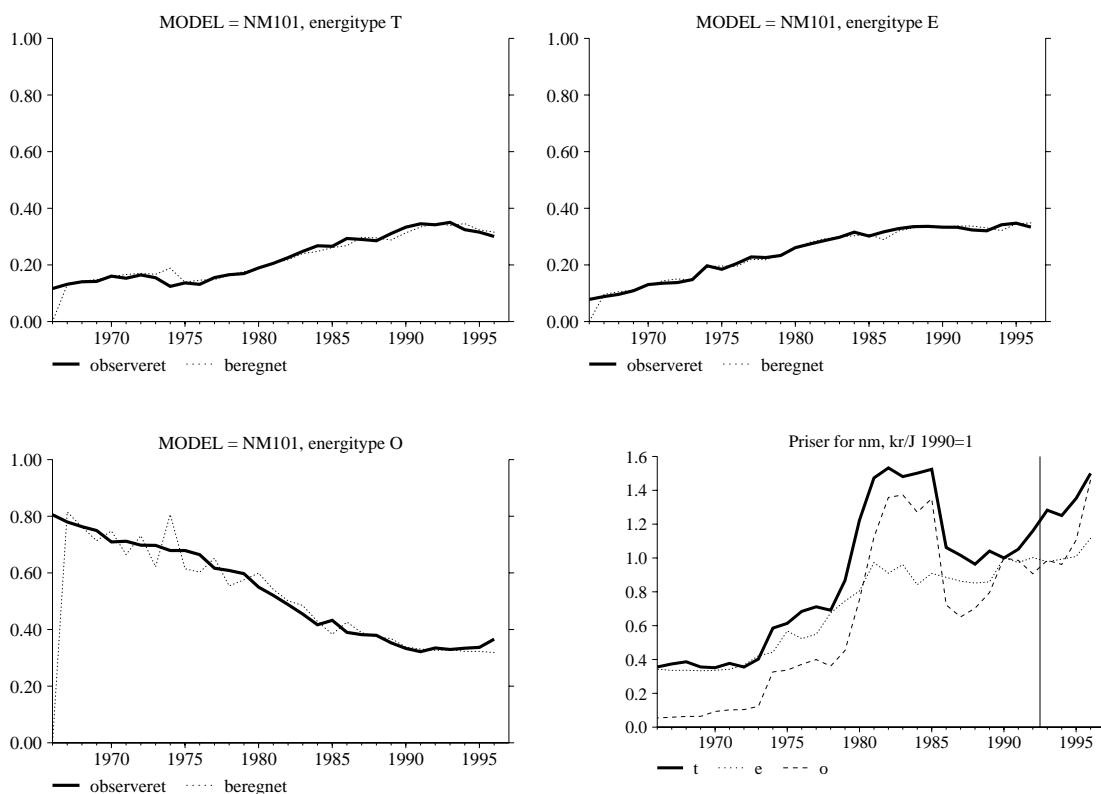 MODEL = NM101, energitype T
1.00
0.80
0.60
0.40
0.20
0.00
1970 1975 1980 1985 1990 1995
observeret beregnet
MODEL = NM101, energitype E
1.00
0.80
0.60
0.40
0.20
0.00
1970 1975 1980 1985 1990 1995
observeret beregnet
MODEL = NM101, energitype O
1.00
0.80
0.60
0.40
0.20
0.00
1970 1975 1980 1985 1990 1995
observeret beregnet
Priser for nm, kr/J 1990=1
1.6
1.4
1.2
1.0
0.8
0.6
0.4
0.2
0.0
1970 1975 1980 1985 1990 1995
t e o